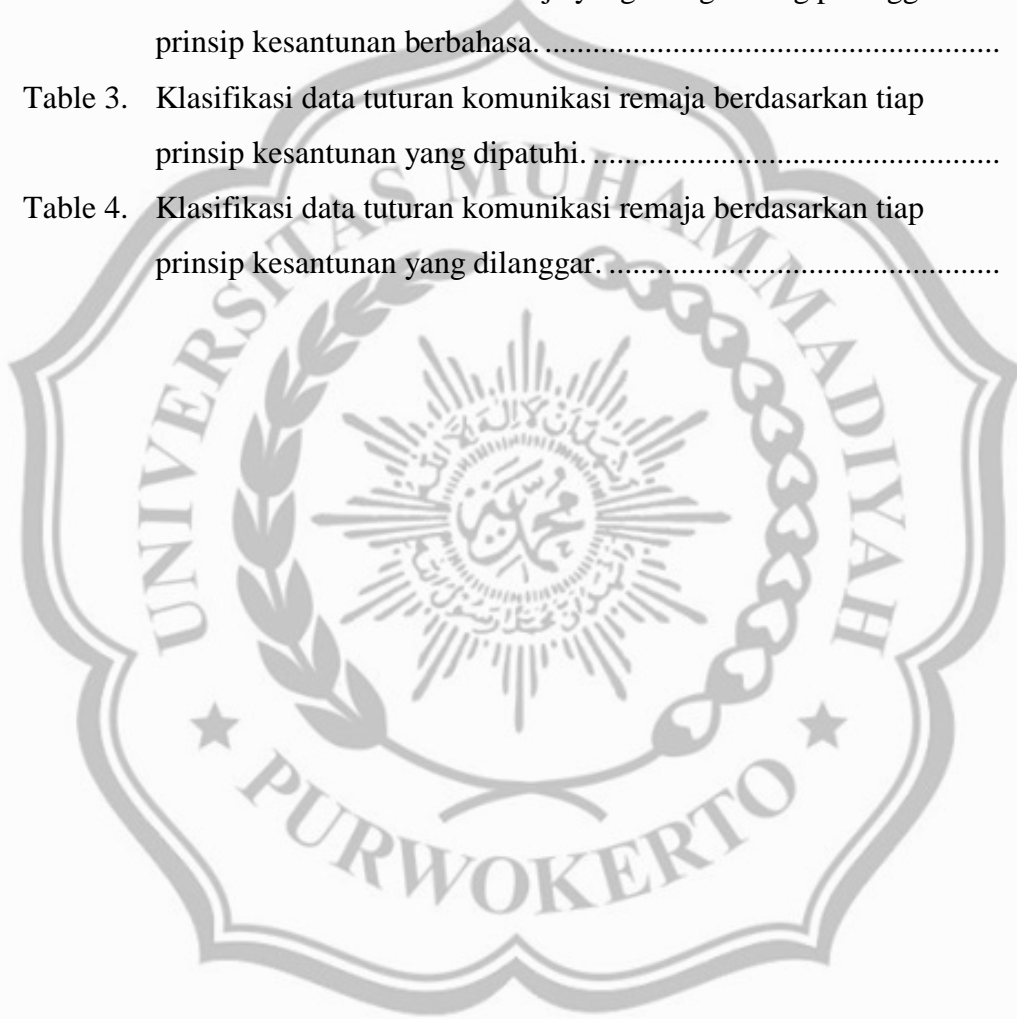 prinsip kesantunan berbahasa. ..........................................................
Table 3. Klasifikasi data tuturan komunikasi remaja berdasarkan tiap
prinsip kesantunan yang dipatuhi. ....................................................
Table 4. Klasifikasi data tuturan komunikasi remaja berdasarkan tiap
prinsip kesantunan yang dilanggar. ..................................................
UNIVERSITAS MUHAMMADIYAH
محمد
PURWOKERTO